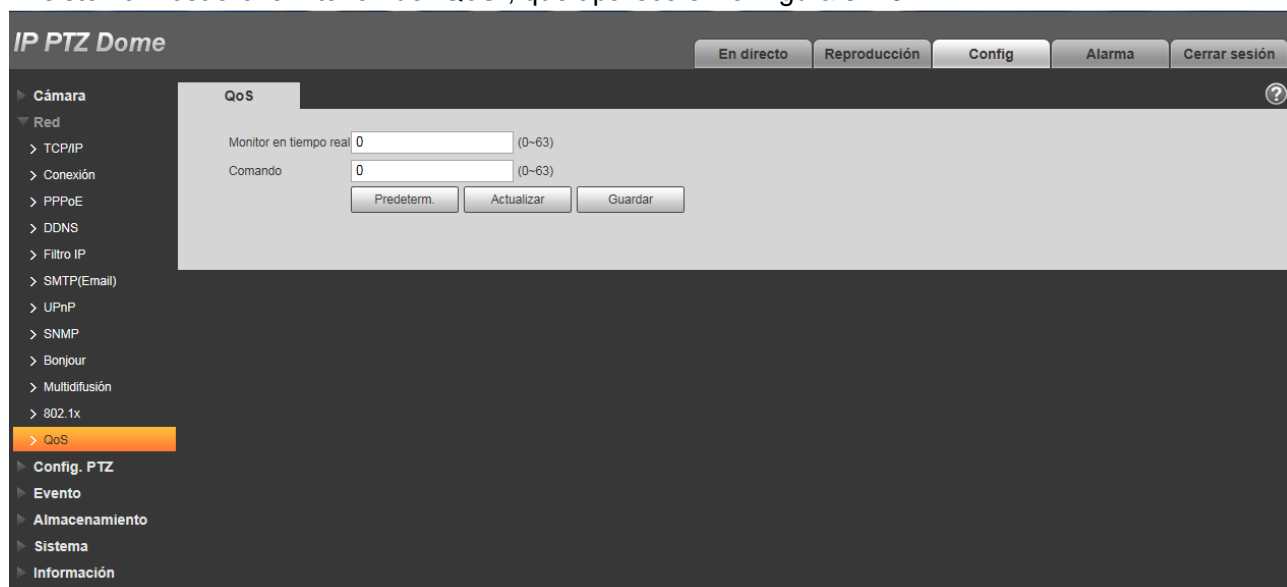 IP PTZ Dome
En directo Reproducción Config Alarma Cerrar sesión
Cámara
Red
TCP/IP
Conexión
PPPoE
DDNS
Filtro IP
SMTP(Email)
UPnP
SNMP
Bonjour
Multidifusión
802.1x
QoS
Config. PTZ
Evento
Almacenamiento
Sistema
Información
QoS
?
Monitor en tiempo real 0 (0~63)
Comando 0 (0~63)
Predeterm. Actualizar Guardar